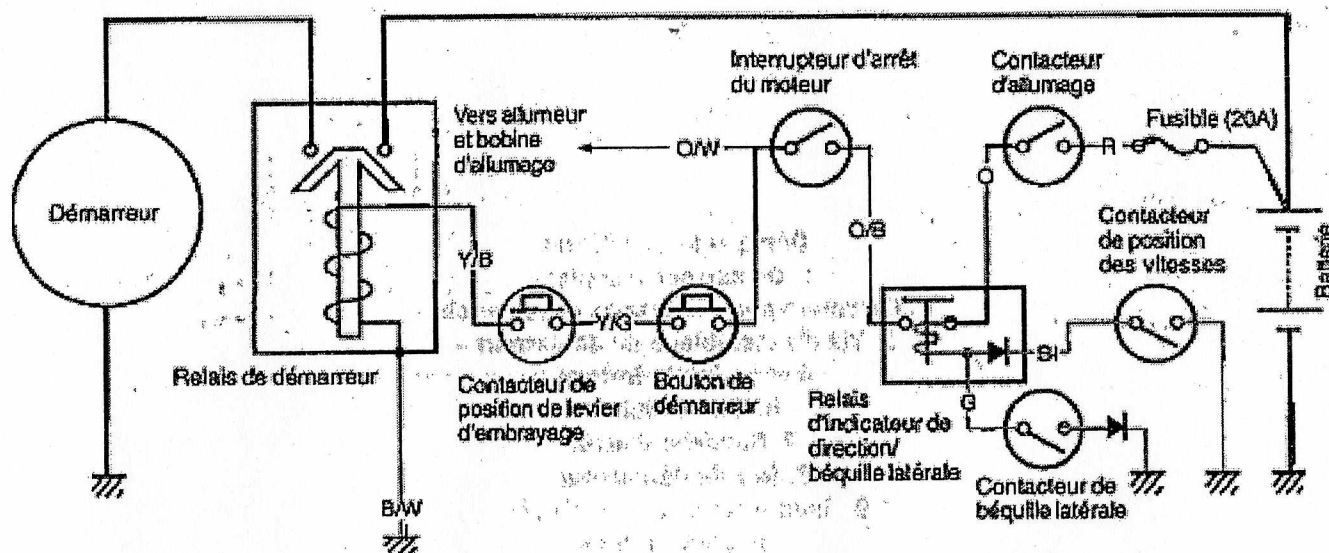 Interrupteur d'arrêt
du moteur
Contacteur
d'allumage
Fusible (20A)
Vers allumeur
et bobine
d'allumage
O/W
R
O
Démarreur
O/B
Y/B
Contacteur
de position
des vitesses
Batterie
Y/G
Bl
G
Relais de démarreur
Contacteur de
position de levier
d'embrayage
Bouton de
démarreur
Relais
d'indicateur de
direction/
béquille latérale
Contacteur de
béquille latérale
B/W